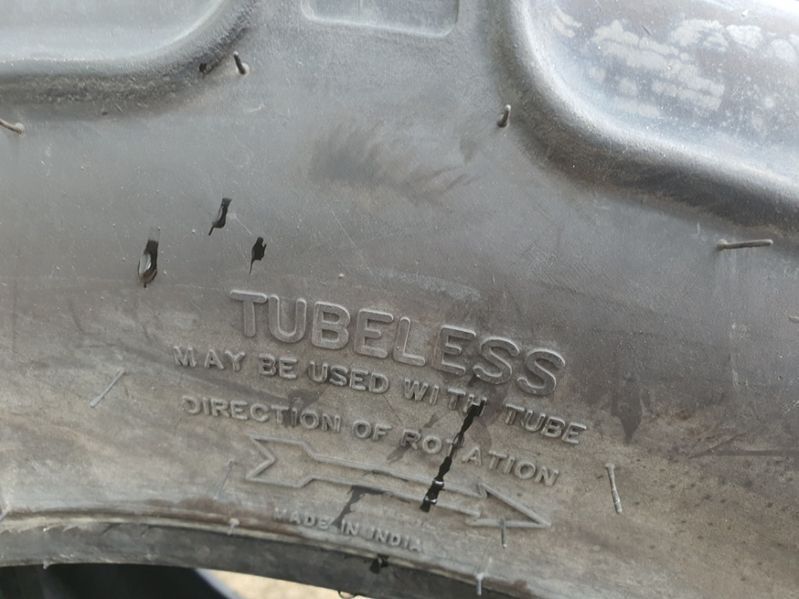 TUBELESS
MAY BE USED WITH TUBE
DIRECTION OF ROTATION
MADE IN INDIA